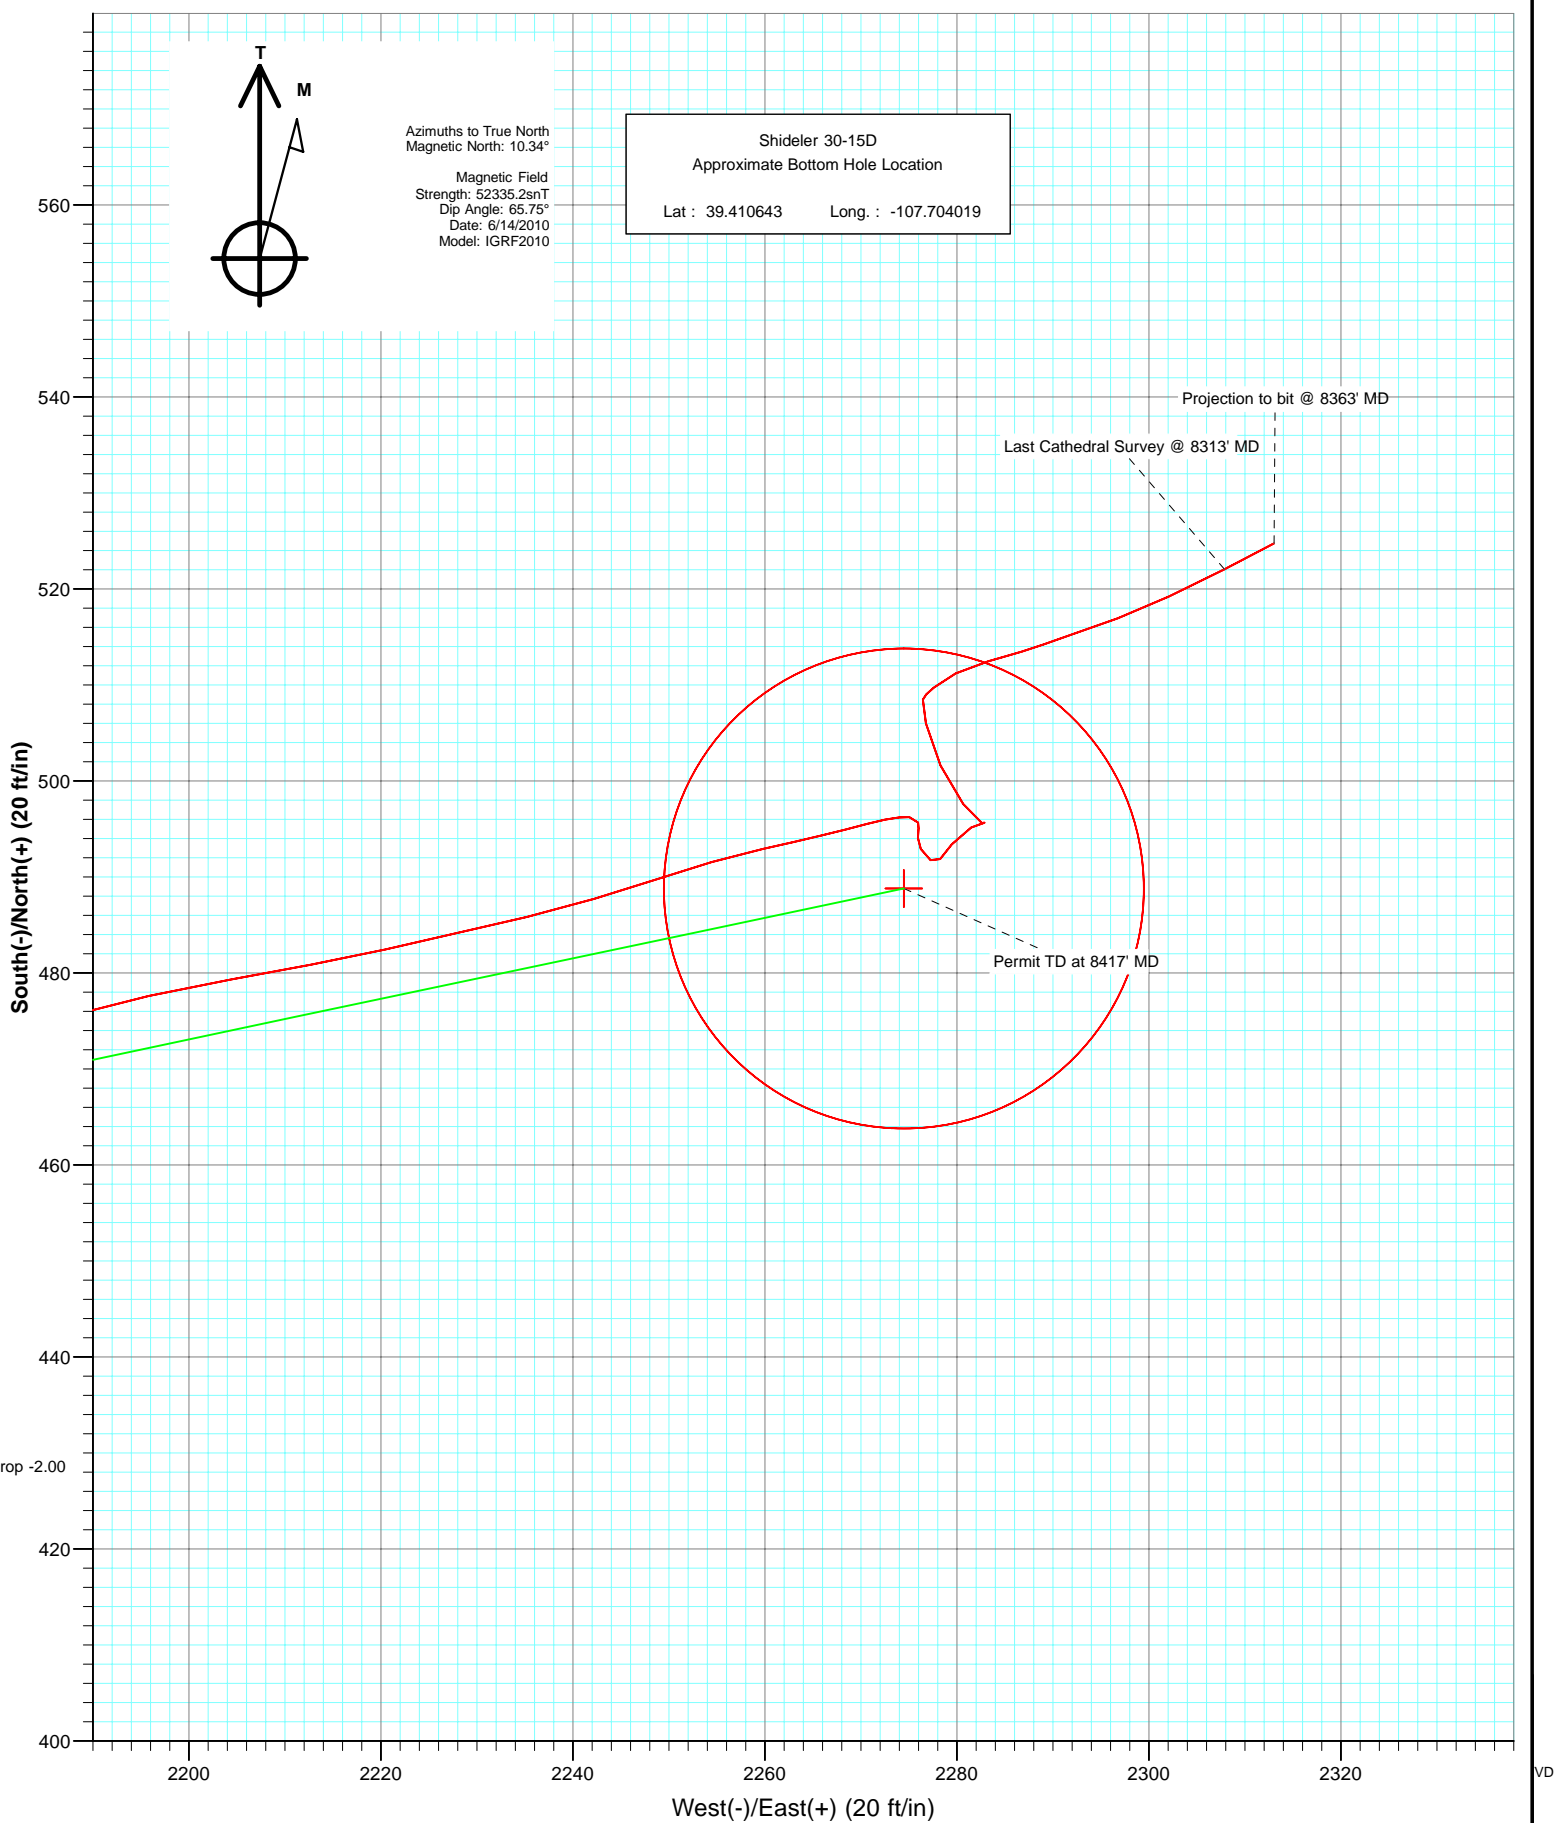 T
M
Azimuths to True North
Magnetic North: 10.34°
Magnetic Field
Strength: 52335.2snT
Dip Angle: 65.75°
Date: 6/14/2010
Model: IGRF2010
Shideler 30-15D
Approximate Bottom Hole Location
Lat : 39.410643 Long. : -107.704019
Projection to bit @ 8363' MD
Last Cathedral Survey @ 8313' MD
Permit TD at 8417' MD
South(-)/North(+) (20 ft/in)
560
540
520
500
480
460
440
420
400
rop -2.00
2200 2220 2240 2260 2280 2300 2320
VD
West(-)/East(+) (20 ft/in)